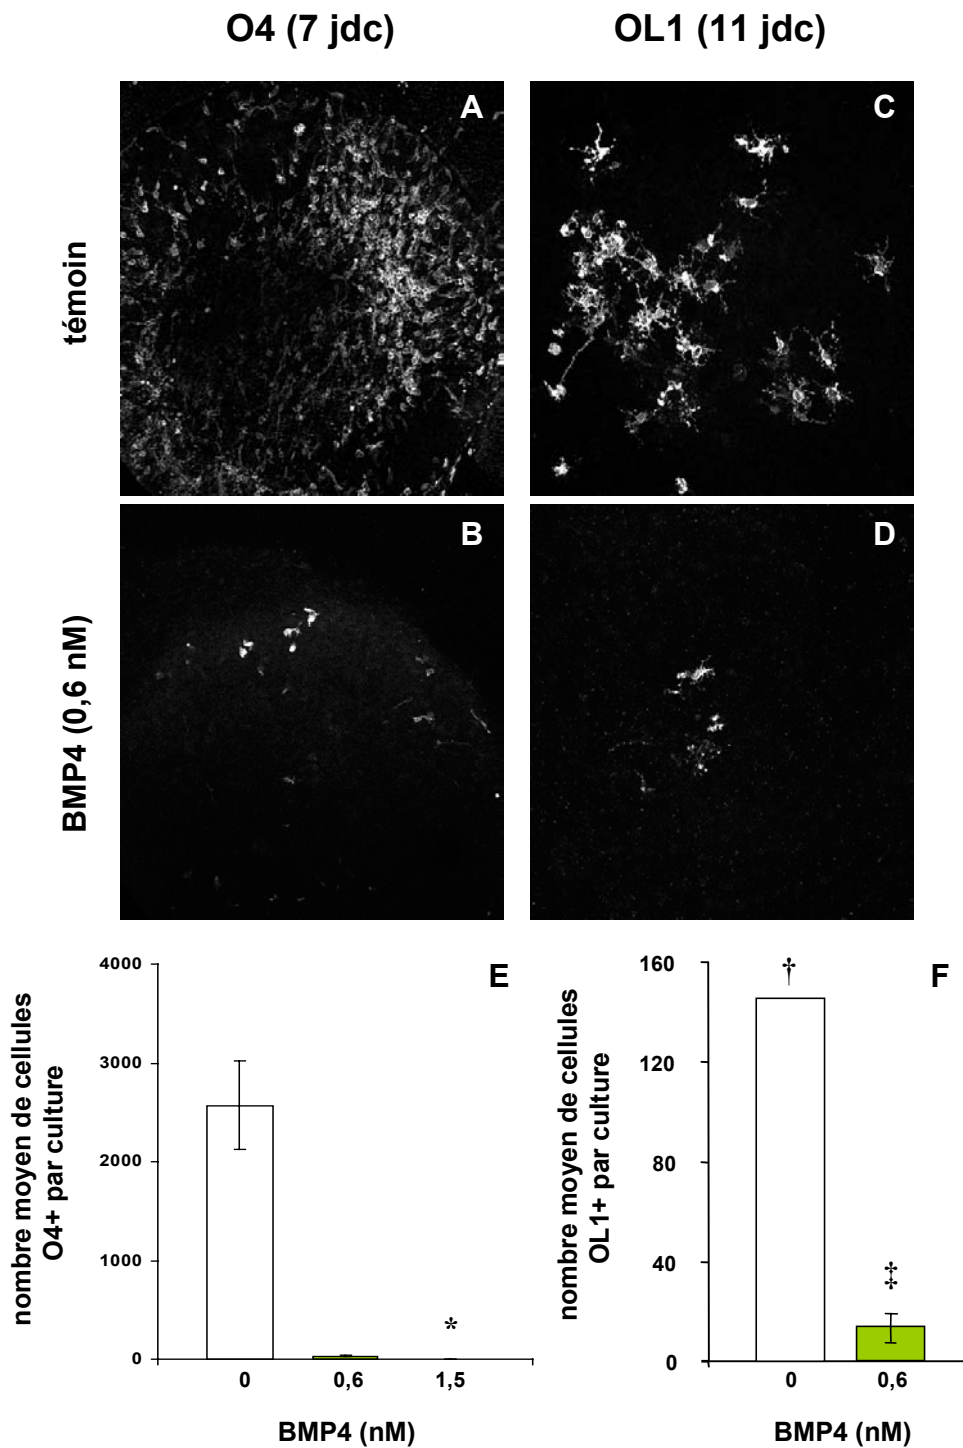 O4 (7 jdc)
OL1 (11 jdc)
témoin
A
C
BMP4 (0,6 nM)
B
D
nombre moyen de cellules
O4+ par culture
4000
3000
2000
1000
0
E
*
0 0,6 1,5
BMP4 (nM)
nombre moyen de cellules
OL1+ par culture
160
120
80
40
0
F
†
‡
0 0,6
BMP4 (nM)